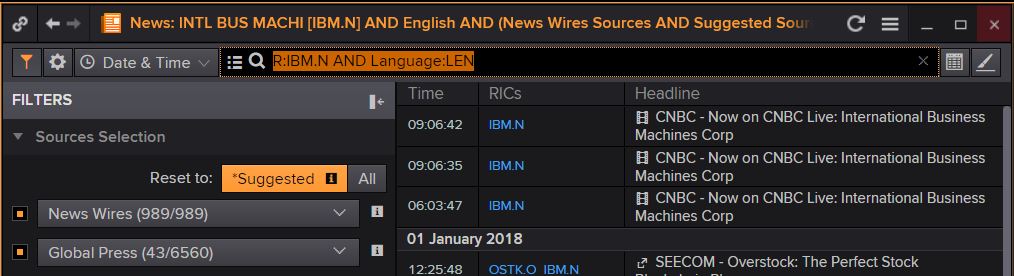 News: INTL BUS MACHI [IBM.N] AND English AND (News Wires Sources AND Suggested Sour
Date & Time
R:IBM.N AND Language:LEN
FILTERS
Sources Selection
Reset to: *Suggested All
News Wires (989/989)
Global Press (43/6560)
Time RICs Headline
09:06:42 IBM.N CNBC - Now on CNBC Live: International Business
Machines Corp
09:06:35 IBM.N CNBC - Now on CNBC Live: International Business
Machines Corp
06:03:47 IBM.N CNBC - Now on CNBC Live: International Business
Machines Corp
01 January 2018
12:25:48 OSTK.O IBM.N SEECOM - Overstock: The Perfect Stock